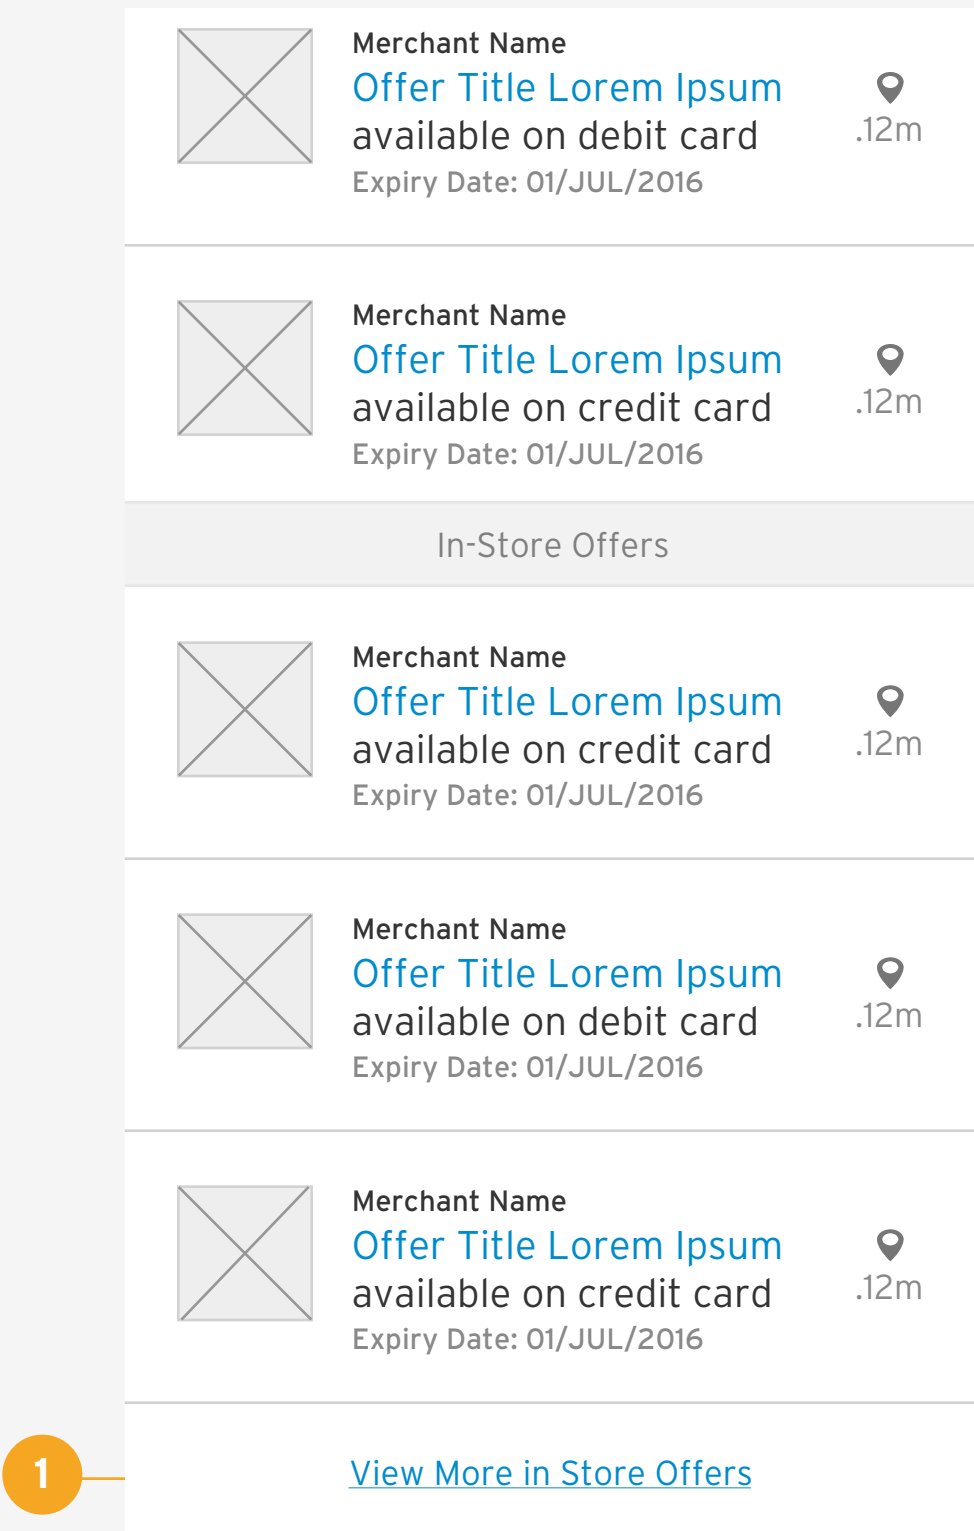 Merchant Name
Offer Title Lorem Ipsum
available on debit card
Expiry Date: 01/JUL/2016
.12m
Merchant Name
Offer Title Lorem Ipsum
available on credit card
Expiry Date: 01/JUL/2016
.12m
In-Store Offers
Merchant Name
Offer Title Lorem Ipsum
available on credit card
Expiry Date: 01/JUL/2016
.12m
Merchant Name
Offer Title Lorem Ipsum
available on debit card
Expiry Date: 01/JUL/2016
.12m
Merchant Name
Offer Title Lorem Ipsum
available on credit card
Expiry Date: 01/JUL/2016
.12m
1
View More in Store Offers